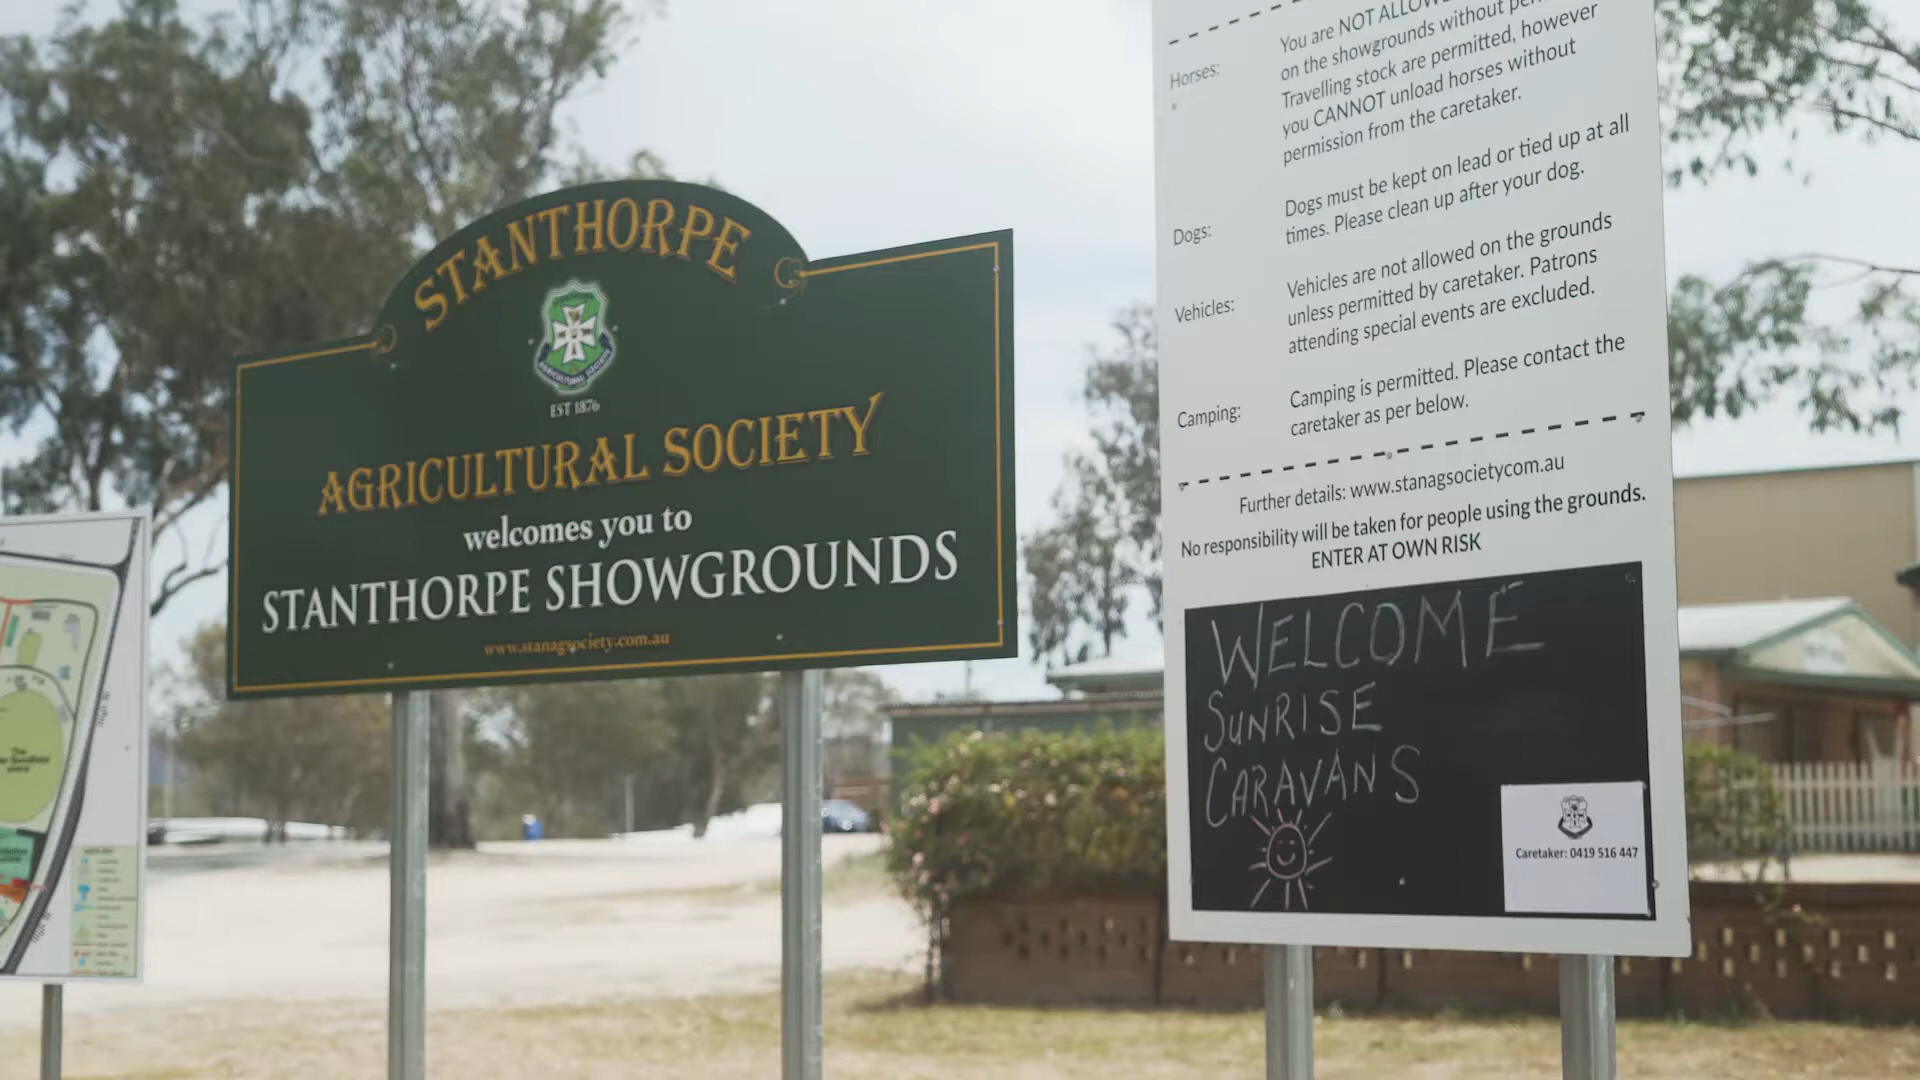 STANTHORPE
EST 1876
AGRICULTURAL SOCIETY
welcomes you to
STANTHORPE SHOWGROUNDS
www.stanagsociety.com.au
Horses:
You are NOT ALLOWED
on the showgrounds without
Travelling stock are permitted, however
you CANNOT unload horses without
permission from the caretaker.
Dogs:
Dogs must be kept on lead or tied up at all
times. Please clean up after your dog.
Vehicles:
Vehicles are not allowed on the grounds
unless permitted by caretaker. Patrons
attending special events are excluded.
Camping:
Camping is permitted. Please contact the
caretaker as per below.
Further details: www.stanagsocietycom.au
No responsibility will be taken for people using the grounds.
ENTER AT OWN RISK
WELCOME
SUNRISE
CARAVANS
Caretaker: 0419 516 447